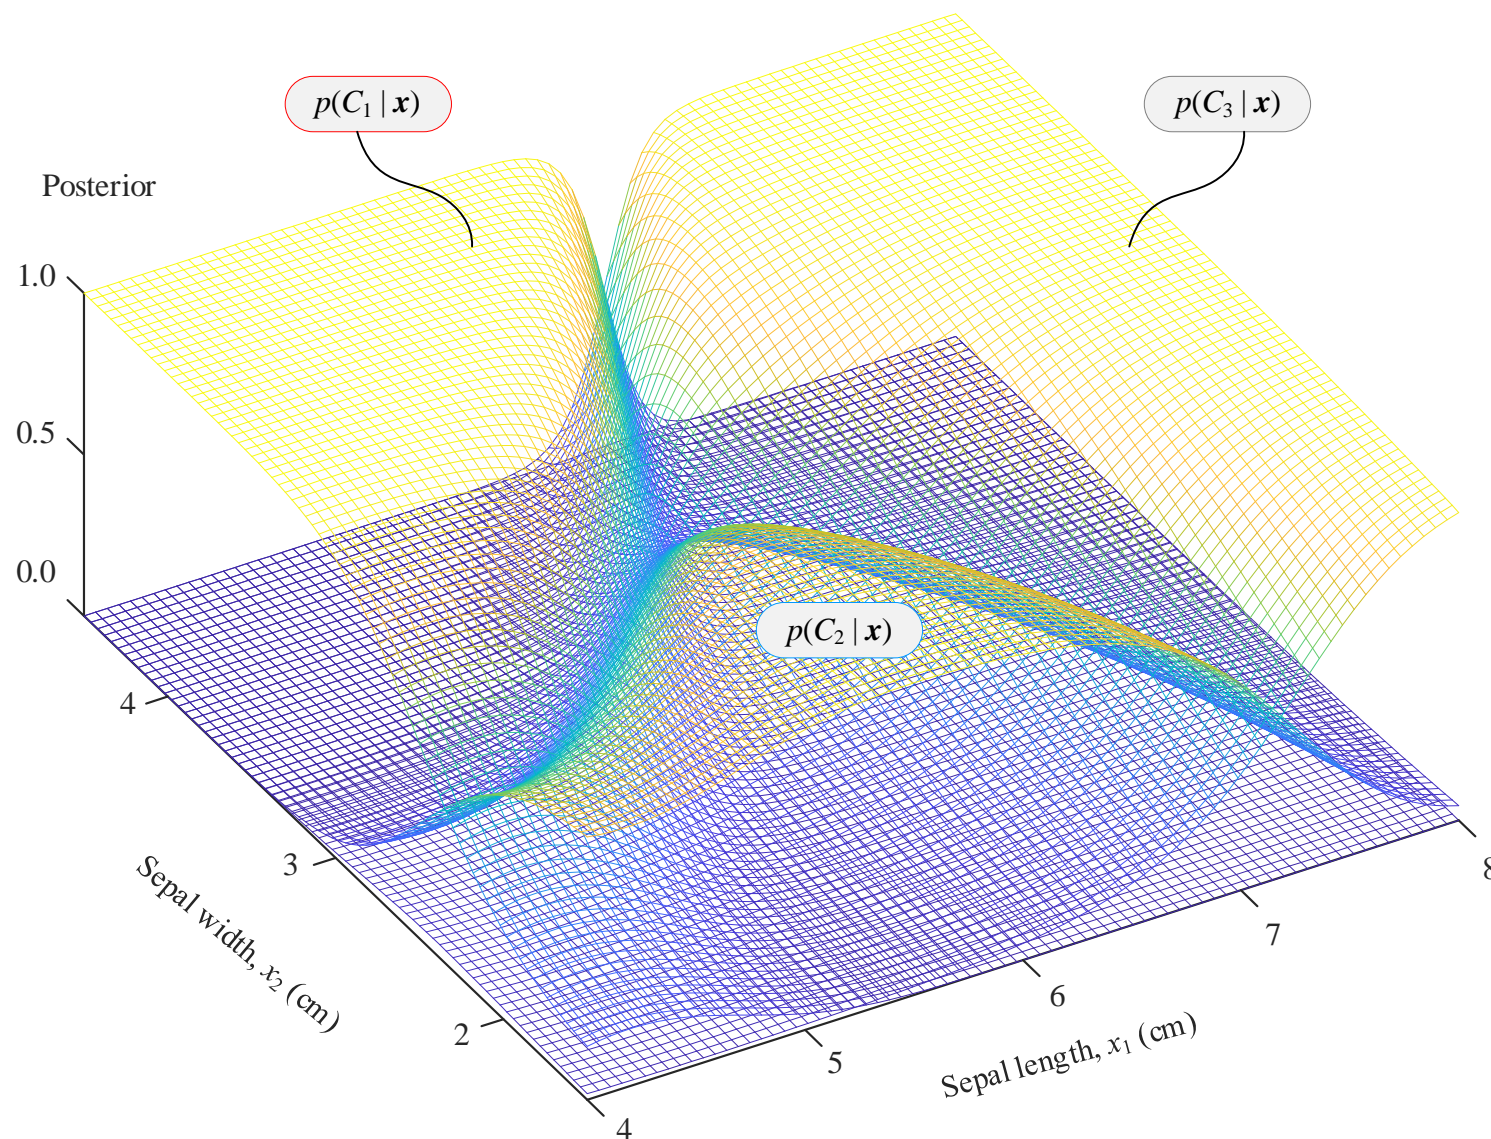 p(C₁ | x)
p(C₃ | x)
Posterior
1.0
0.5
0.0
p(C₂ | x)
4
3
2
Sepal width, x₂ (cm)
4
5
6
7
8
Sepal length, x₁ (cm)